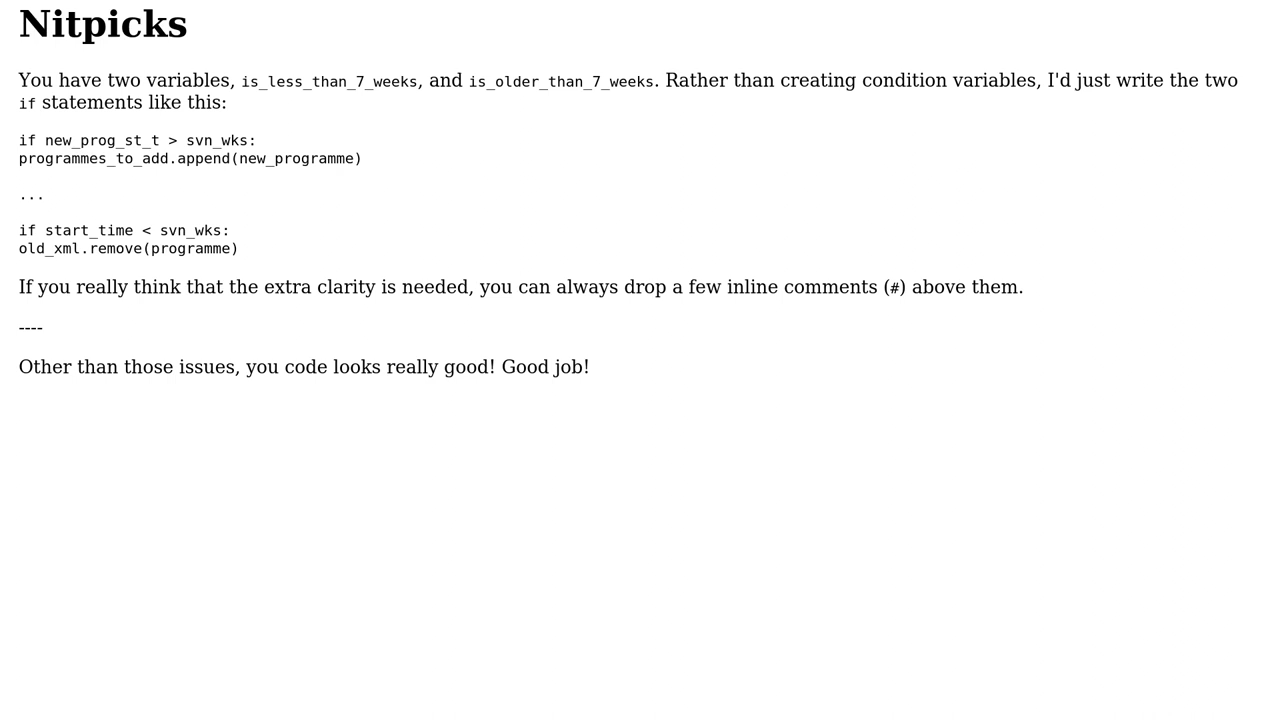 Nitpicks
You have two variables, is_less_than_7_weeks, and is_older_than_7_weeks. Rather than creating condition variables, I'd just write the two
if statements like this:
if new_prog_st_t > svn_wks:
programmes_to_add.append(new_programme)
...
if start_time < svn_wks:
old_xml.remove(programme)
If you really think that the extra clarity is needed, you can always drop a few inline comments (#) above them.
----
Other than those issues, you code looks really good! Good job!